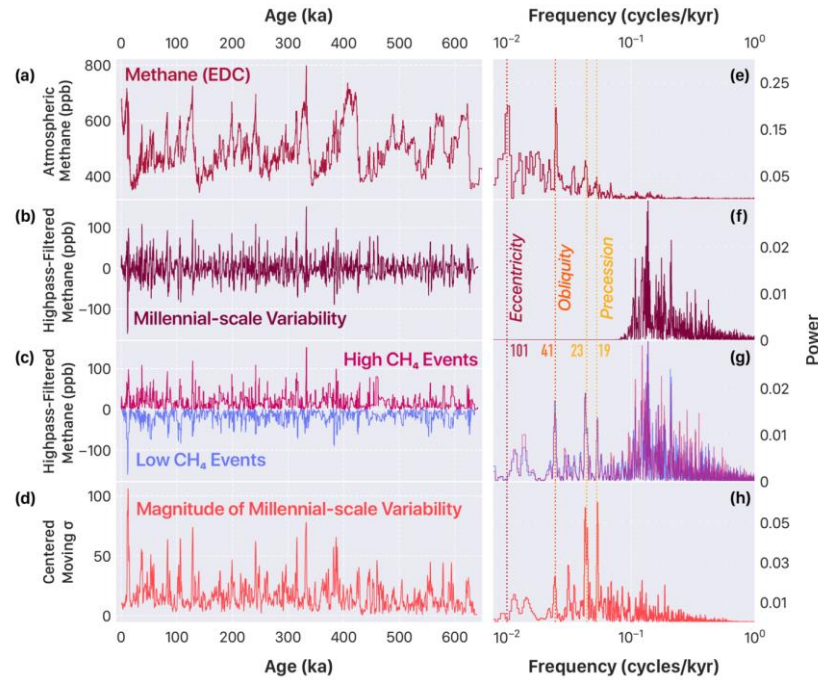 Age (ka)
Frequency (cycles/kyr)
0 100 200 300 400 500 600
10⁻² 10⁻¹ 10⁰
(a)
Methane (EDC)
Atmospheric
Methane (ppb)
800
600
400
(e)
0.25
0.20
0.15
0.05
(b)
Highpass-Filtered
Methane (ppb)
100
0
−100
Millennial-scale Variability
(f)
Eccentricity
Obliquity
Precession
0.02
0.01
0
(c)
Highpass-Filtered
Methane (ppb)
100
0
−100
High CH₄ Events
Low CH₄ Events
101 41 23 19
(g)
0.02
0.01
0
Power
(d)
Centered
Moving σ
100
50
0
Magnitude of Millennial-scale Variability
(h)
0.05
0.03
0.01
0 100 200 300 400 500 600
10⁻² 10⁻¹ 10⁰
Age (ka)
Frequency (cycles/kyr)